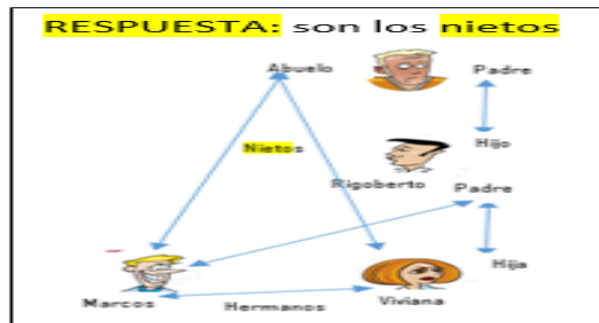 RESPUESTA: son los nietos
Abuelo Padre
Nietos Hijo
Rigoberto Padre
Hija
Marcos Hermanos Viviana